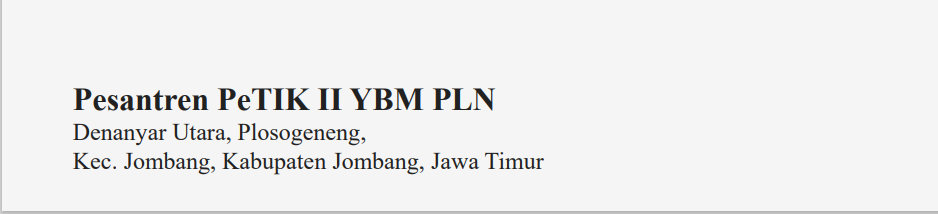 Pesantren PeTIK II YBM PLN
Denanyar Utara, Plosogeneng,
Kec. Jombang, Kabupaten Jombang, Jawa Timur